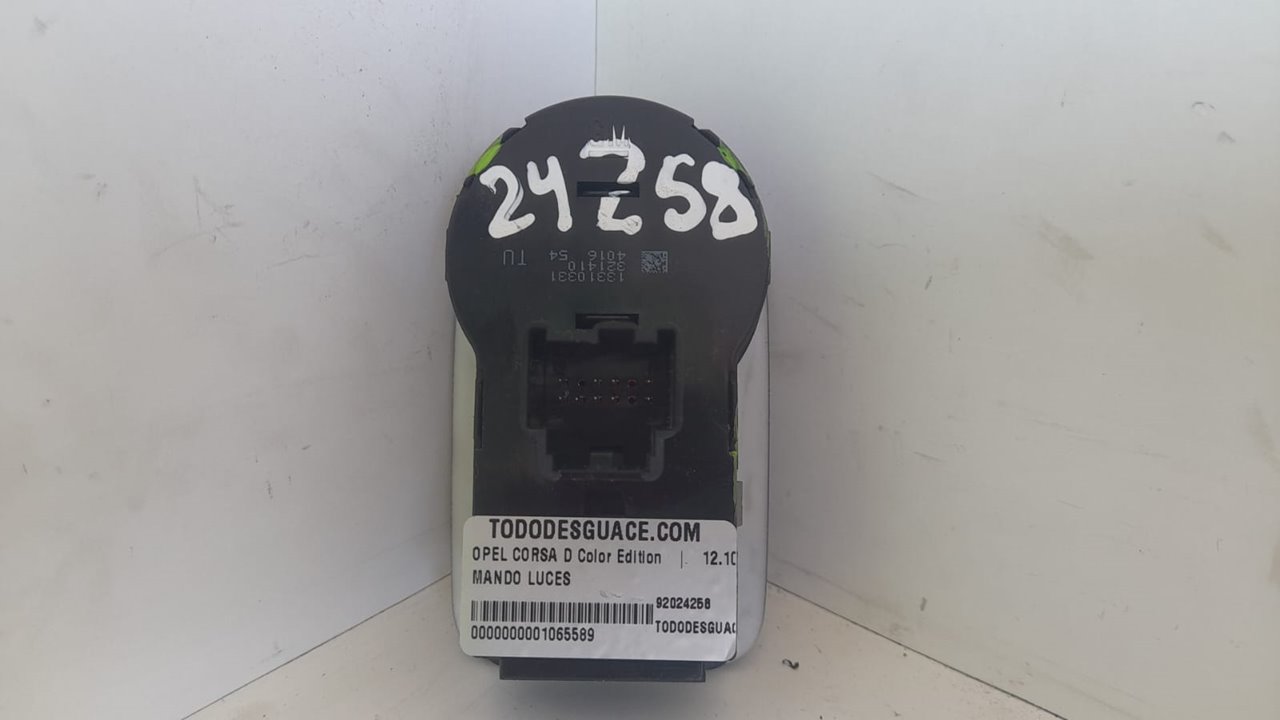 24258
13310331
321410
4016 54 TU
TODODESGUACE.COM
OPEL CORSA D Color Edition | 12.10
MANDO LUCES
92024258
0000000001065589
TODODESGUAC